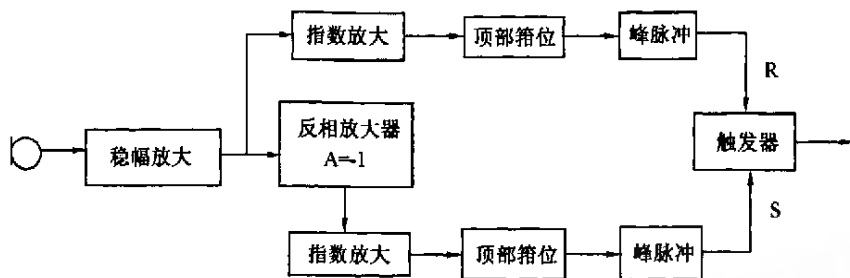 指数放大
顶部箝位
峰脉冲
R
稳幅放大
反相放大器
A=-1
触发器
S
指数放大
顶部箝位
峰脉冲